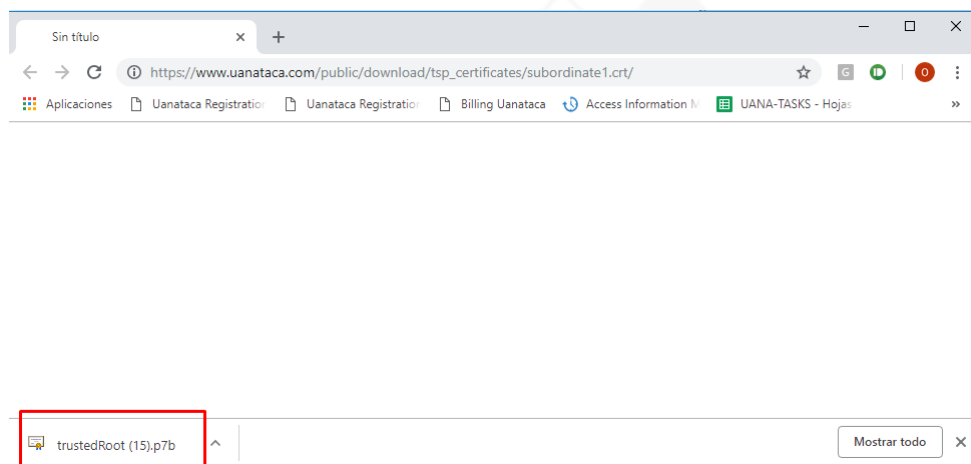 Sin título
https://www.uanataca.com/public/download/tsp_certificates/subordinate1.crt/
G O
Aplicaciones Uanataca Registration Uanataca Registration Billing Uanataca Access Information M UANA-TASKS - Hojas
trustedRoot (15).p7b Mostrar todo